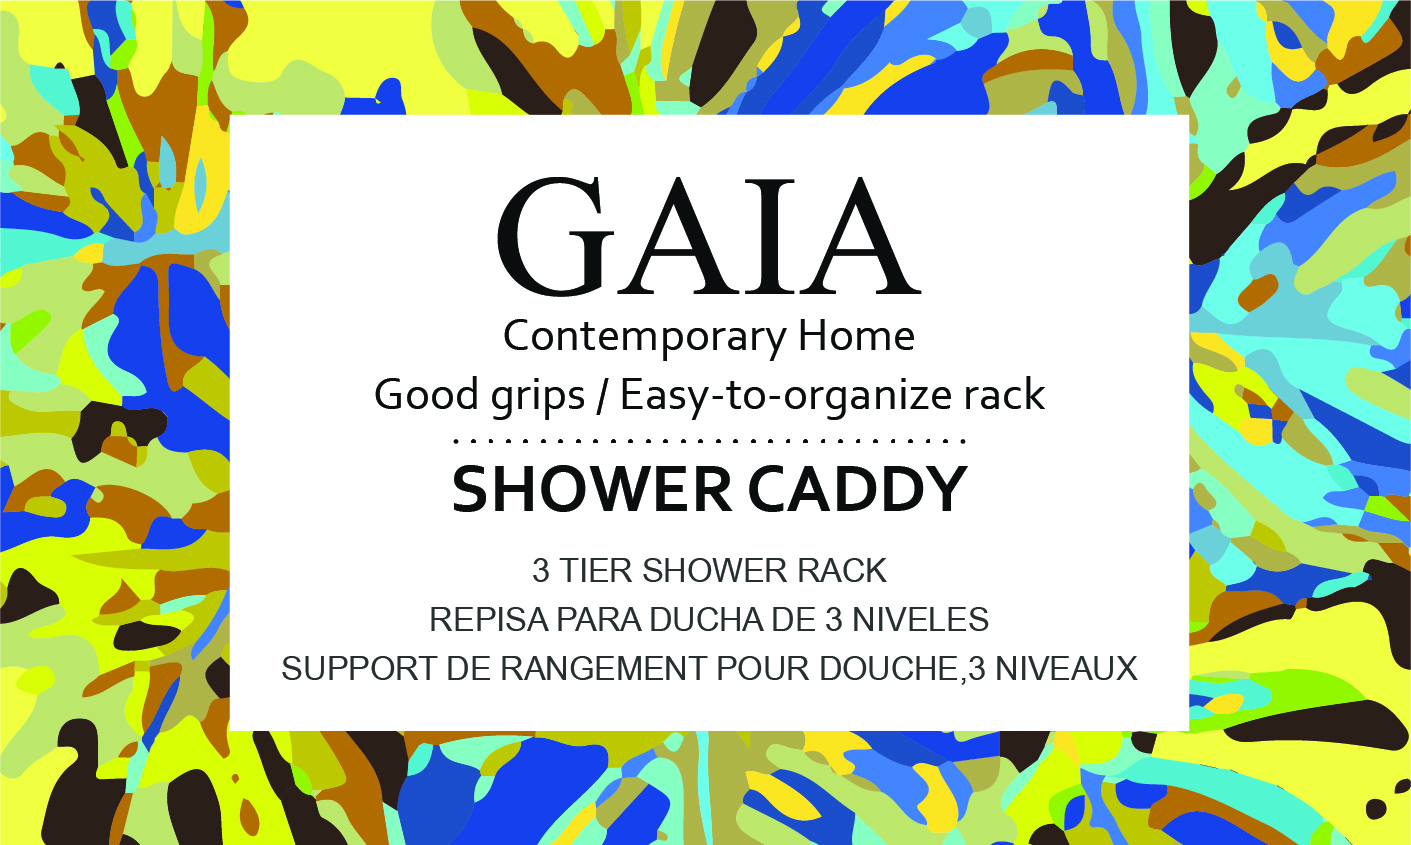 GAIA
Contemporary Home
Good grips / Easy-to-organize rack
SHOWER CADDY
3 TIER SHOWER RACK
REPISA PARA DUCHA DE 3 NIVELES
SUPPORT DE RANGEMENT POUR DOUCHE,3 NIVEAUX